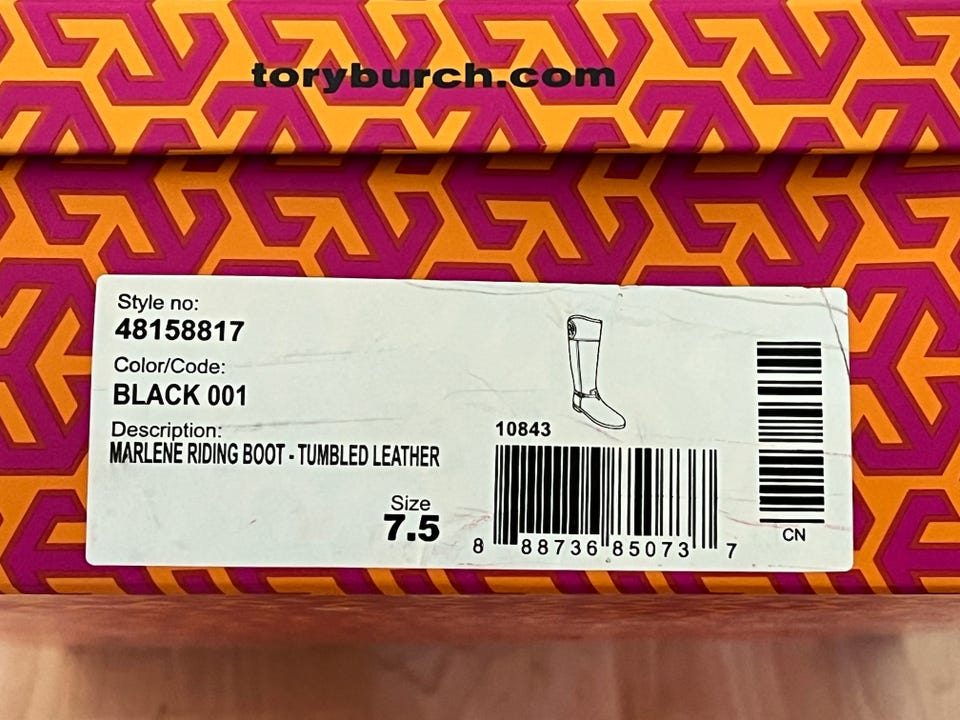 toryburch.com
Style no:
48158817
Color/Code:
BLACK 001
Description:
MARLENE RIDING BOOT - TUMBLED LEATHER
Size
7.5
10843
8 88736 85073 7
CN